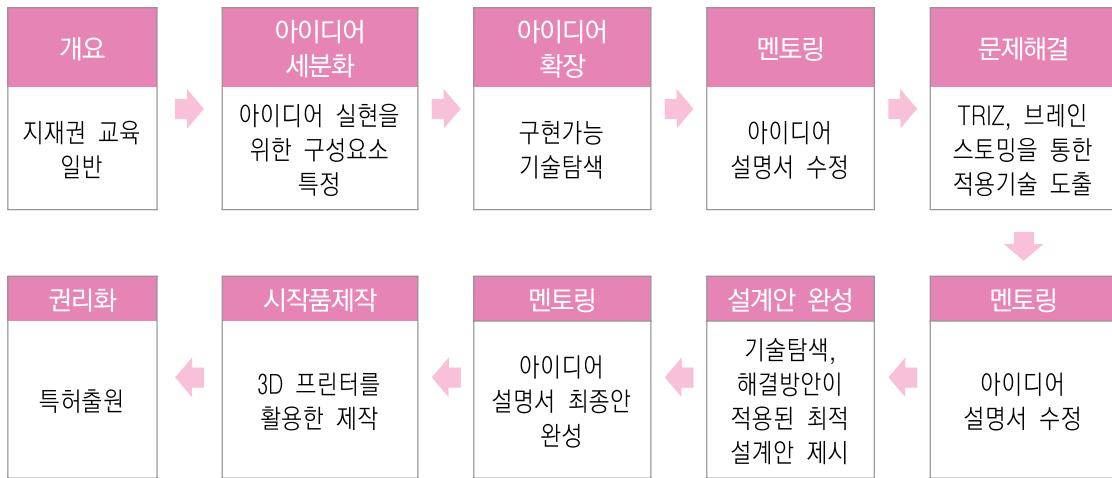 개요
지재권 교육
일반
아이디어
세분화
아이디어 실현을
위한 구성요소
특정
아이디어
확장
구현가능
기술탐색
멘토링
아이디어
설명서 수정
문제해결
TRIZ, 브레인
스토밍을 통한
적용기술 도출
멘토링
아이디어
설명서 수정
설계안 완성
기술탐색,
해결방안이
적용된 최적
설계안 제시
멘토링
아이디어
설명서 최종안
완성
시작품제작
3D 프린터를
활용한 제작
권리화
특허출원